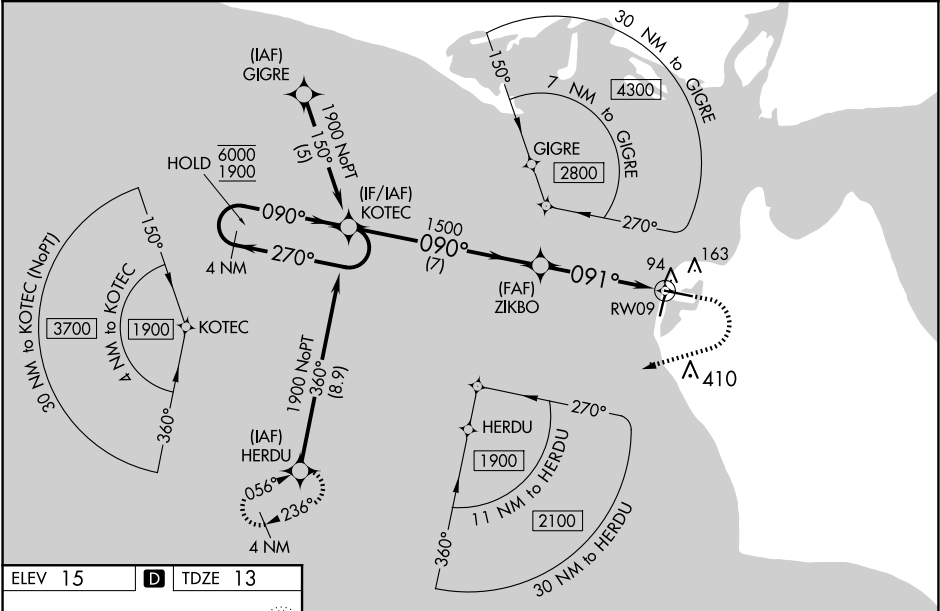 (IAF)
GIGRE
1900 NoPT
150°
(5)
HOLD 6000
1900
090°
270°
4 NM
(IF/IAF)
KOTEC
1500
090°
(7)
(FAF)
ZIKBO
091°
RW09
94
163
410
30 NM to GIGRE
4300
150°
7 NM to GIGRE
GIGRE
2800
270°
30 NM to KOTEC (NoPT)
3700
4 NM to KOTEC
1900
KOTEC
150°
360°
1900 NoPT
360°
(8.9)
(IAF)
HERDU
056°
236°
4 NM
270°
HERDU
1900
11 NM to HERDU
2100
30 NM to HERDU
360°
ELEV 15 D TDZE 13